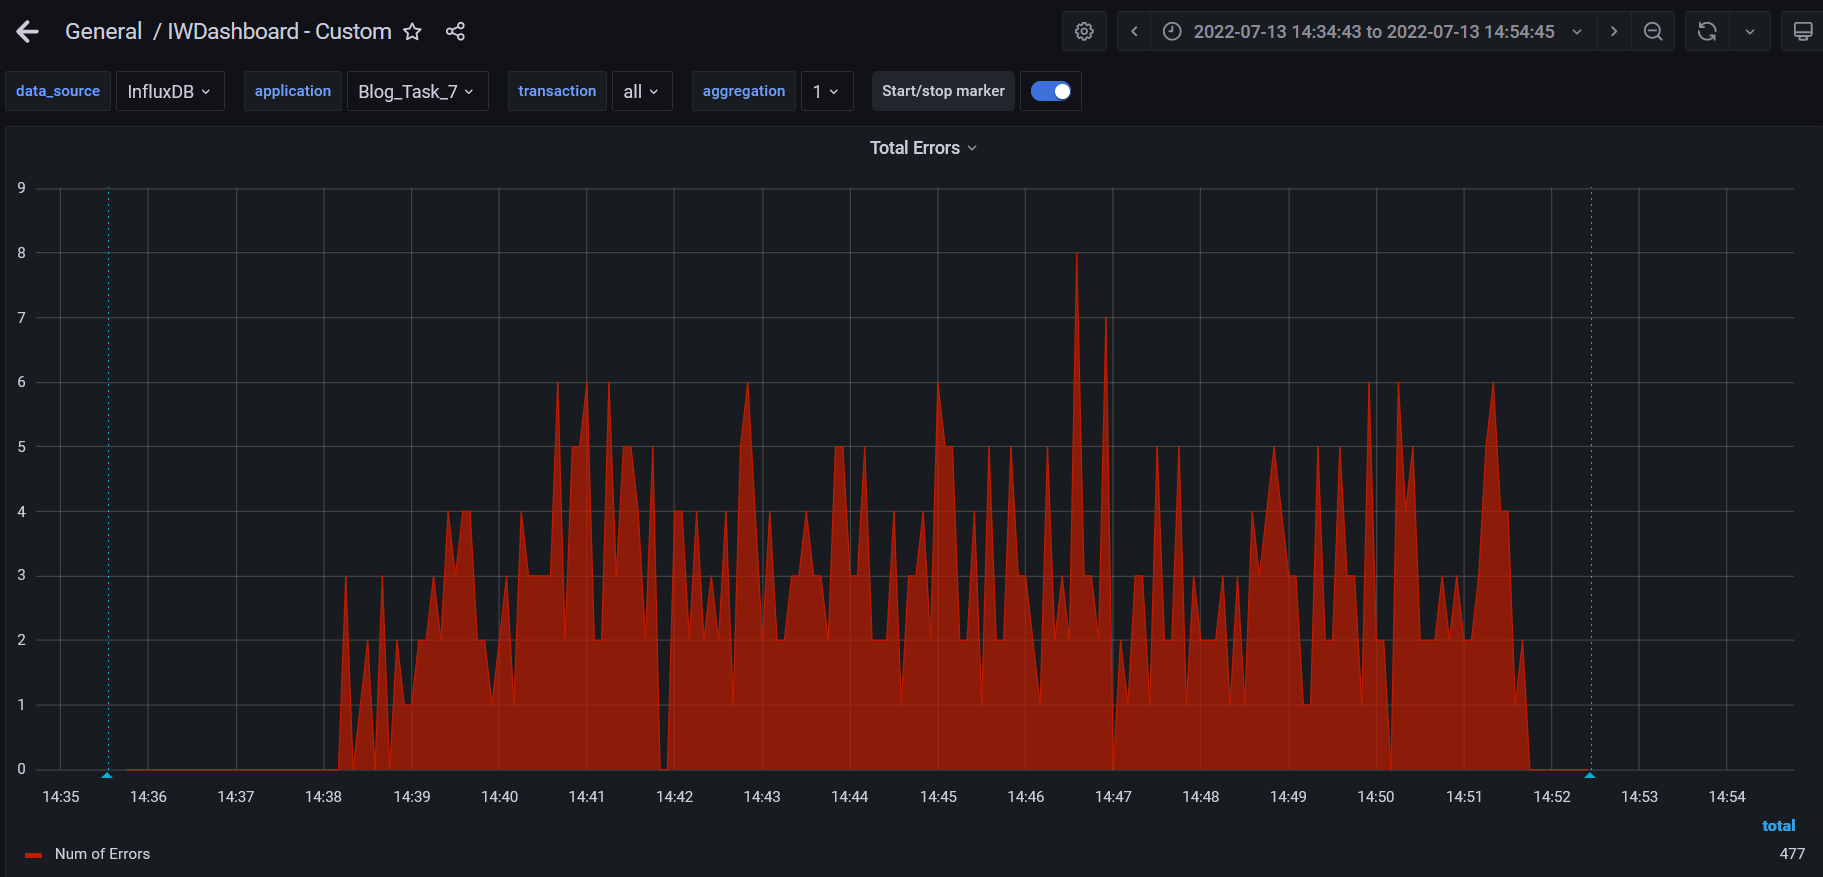 General / IWDashboard - Custom
2022-07-13 14:34:43 to 2022-07-13 14:54:45
data_source InfluxDB application Blog_Task_7 transaction all aggregation 1 Start/stop marker
Total Errors
9
8
7
6
5
4
3
2
1
0
14:35 14:36 14:37 14:38 14:39 14:40 14:41 14:42 14:43 14:44 14:45 14:46 14:47 14:48 14:49 14:50 14:51 14:52 14:53 14:54
total
Num of Errors 477